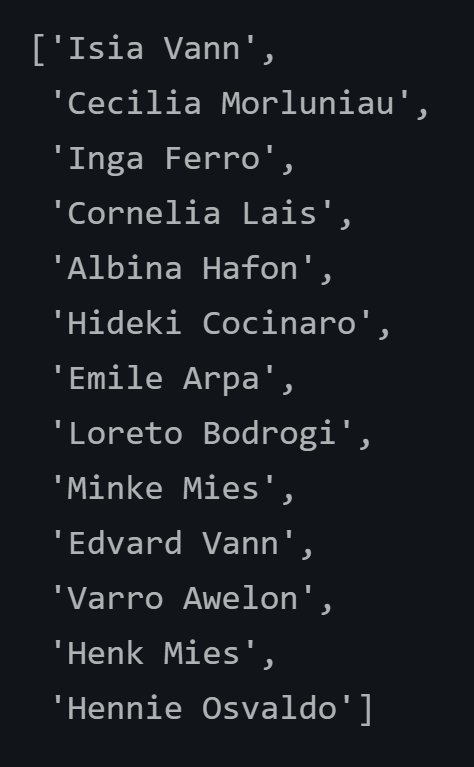 ['Isia Vann',
'Cecilia Morluniau',
'Inga Ferro',
'Cornelia Lais',
'Albina Hafon',
'Hideki Cocinaro',
'Emile Arpa',
'Loreto Bodrogi',
'Minke Mies',
'Edvard Vann',
'Varro Awelon',
'Henk Mies',
'Hennie Osvaldo']